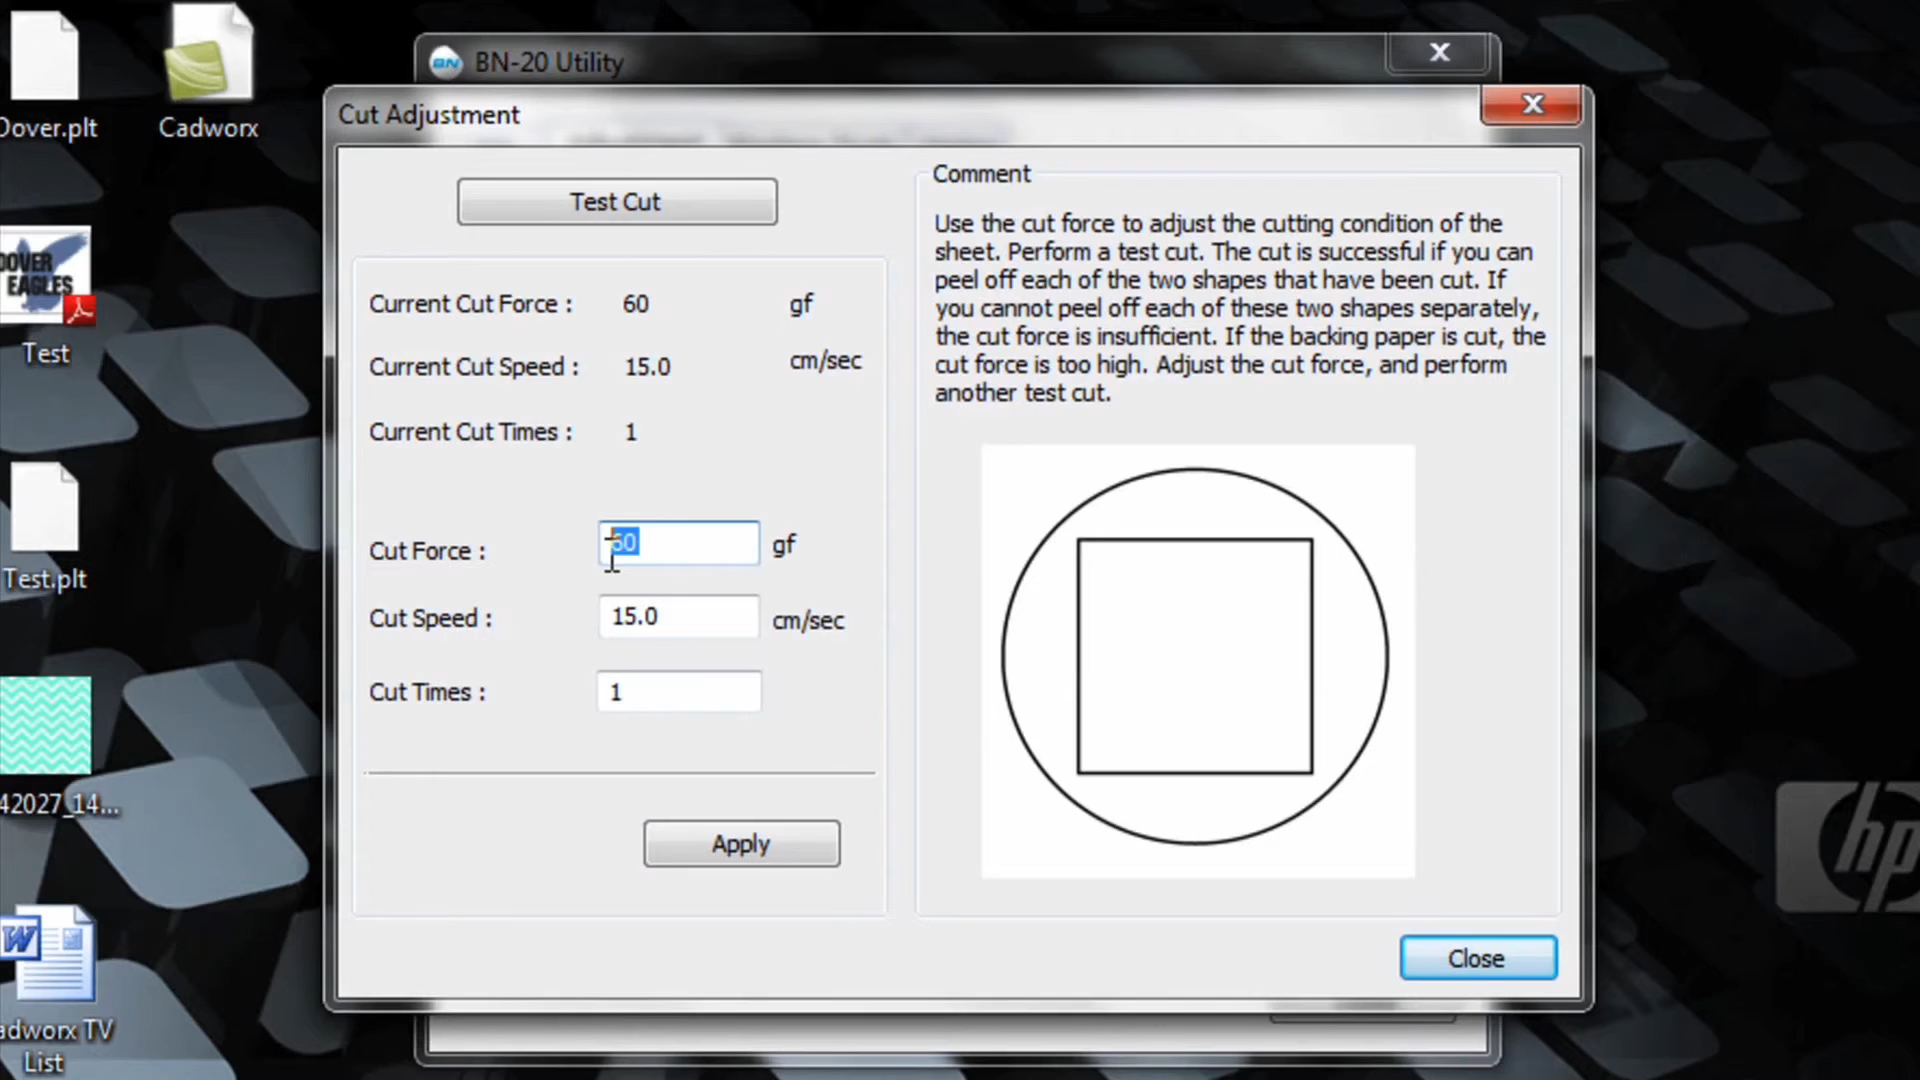 BN BN-20 Utility
Cut Adjustment
Dover.plt
Cadworx
DOVER
EAGLES
Test
Test.plt
42027_14...
W
adworx TV
List
Test Cut
Current Cut Force : 60 gf
Current Cut Speed : 15.0 cm/sec
Current Cut Times : 1
Cut Force : 60 gf
Cut Speed : 15.0 cm/sec
Cut Times : 1
Apply
Comment
Use the cut force to adjust the cutting condition of the
sheet. Perform a test cut. The cut is successful if you can
peel off each of the two shapes that have been cut. If
you cannot peel off each of these two shapes separately,
the cut force is insufficient. If the backing paper is cut, the
cut force is too high. Adjust the cut force, and perform
another test cut.
Close
hp